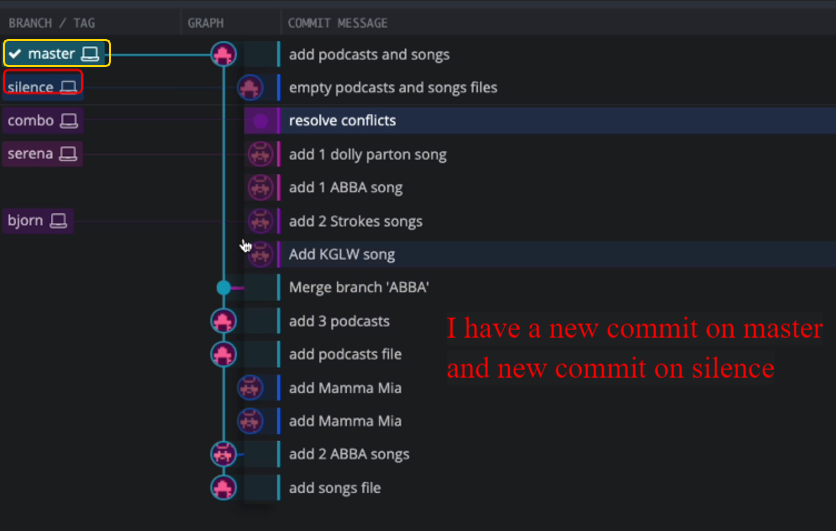 BRANCH / TAG GRAPH COMMIT MESSAGE
master add podcasts and songs
silence empty podcasts and songs files
combo resolve conflicts
serena add 1 dolly parton song
add 1 ABBA song
bjorn add 2 Strokes songs
Add KGLW song
Merge branch 'ABBA'
add 3 podcasts
add podcasts file
add Mamma Mia
add Mamma Mia
add 2 ABBA songs
add songs file
I have a new commit on master
and new commit on silence